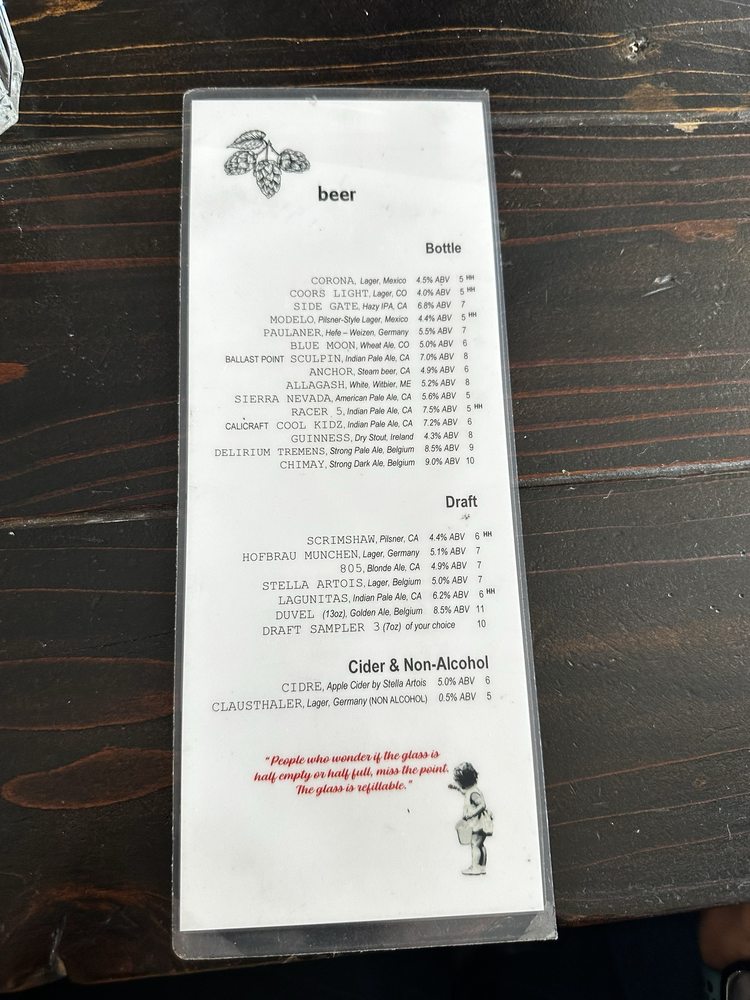 beer
Bottle
CORONA, Lager, Mexico 4.5% ABV 5 HH
COORS LIGHT, Lager, CO 4.0% ABV 5 HH
SIDE GATE, Hazy IPA, CA 6.8% ABV 7
MODELO, Pilsner-Style Lager, Mexico 4.4% ABV 5 HH
PAULANER, Hefe – Weizen, Germany 5.5% ABV 7
BLUE MOON, Wheat Ale, CO 5.0% ABV 6
BALLAST POINT SCULPIN, Indian Pale Ale, CA 7.0% ABV 8
ANCHOR, Steam beer, CA 4.9% ABV 6
ALLAGASH, White, Witbier, ME 5.2% ABV 8
SIERRA NEVADA, American Pale Ale, CA 5.6% ABV 5
RACER 5, Indian Pale Ale, CA 7.5% ABV 5 HH
CALICRAFT COOL KIDZ, Indian Pale Ale, CA 7.2% ABV 6
GUINNESS, Dry Stout, Ireland 4.3% ABV 8
DELIRIUM TREMENS, Strong Pale Ale, Belgium 8.5% ABV 9
CHIMAY, Strong Dark Ale, Belgium 9.0% ABV 10
Draft
SCRIMSHAW, Pilsner, CA 4.4% ABV 6 HH
HOFBRAU MUNCHEN, Lager, Germany 5.1% ABV 7
805, Blonde Ale, CA 4.9% ABV 7
STELLA ARTOIS, Lager, Belgium 5.0% ABV 7
LAGUNITAS, Indian Pale Ale, CA 6.2% ABV 6 HH
DUVEL (13oz), Golden Ale, Belgium 8.5% ABV 11
DRAFT SAMPLER 3 (7oz) of your choice 10
Cider & Non-Alcohol
CIDRE, Apple Cider by Stella Artois 5.0% ABV 6
CLAUSTHALER, Lager, Germany (NON ALCOHOL) 0.5% ABV 5
"People who wonder if the glass is
half empty or half full, miss the point.
The glass is refillable."